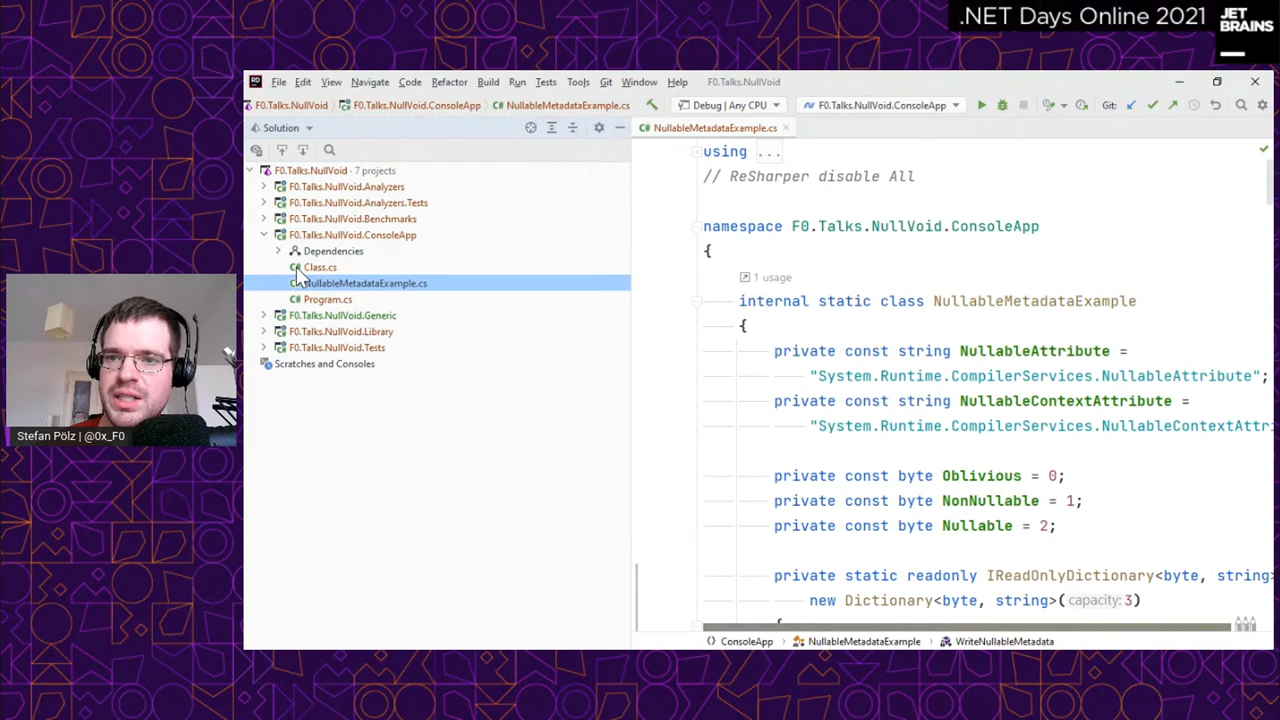 .NET Days Online 2021
JET
BRAINS
RD
File Edit View Navigate Code Refactor Build Run Tests Tools Git Window Help F0.Talks.NullVoid
F0.Talks.NullVoid F0.Talks.NullVoid.ConsoleApp C# NullableMetadataExample.cs Debug | Any CPU F0.Talks.NullVoid.ConsoleApp Git:
Solution
C# NullableMetadataExample.cs
F0.Talks.NullVoid · 7 projects
F0.Talks.NullVoid.Analyzers
F0.Talks.NullVoid.Analyzers.Tests
F0.Talks.NullVoid.Benchmarks
F0.Talks.NullVoid.ConsoleApp
Dependencies
C# Class.cs
C# NullableMetadataExample.cs
C# Program.cs
F0.Talks.NullVoid.Generic
F0.Talks.NullVoid.Library
F0.Talks.NullVoid.Tests
Scratches and Consoles
using ...
// ReSharper disable All
namespace F0.Talks.NullVoid.ConsoleApp
{
1 usage
internal static class NullableMetadataExample
{
private const string NullableAttribute =
"System.Runtime.CompilerServices.NullableAttribute";
private const string NullableContextAttribute =
"System.Runtime.CompilerServices.NullableContextAttri
private const byte Oblivious = 0;
private const byte NonNullable = 1;
private const byte Nullable = 2;
private static readonly IReadOnlyDictionary<byte, string>
new Dictionary<byte, string>(capacity: 3)
{
ConsoleApp NullableMetadataExample WriteNullableMetadata
Stefan Pölz | @0x_F0